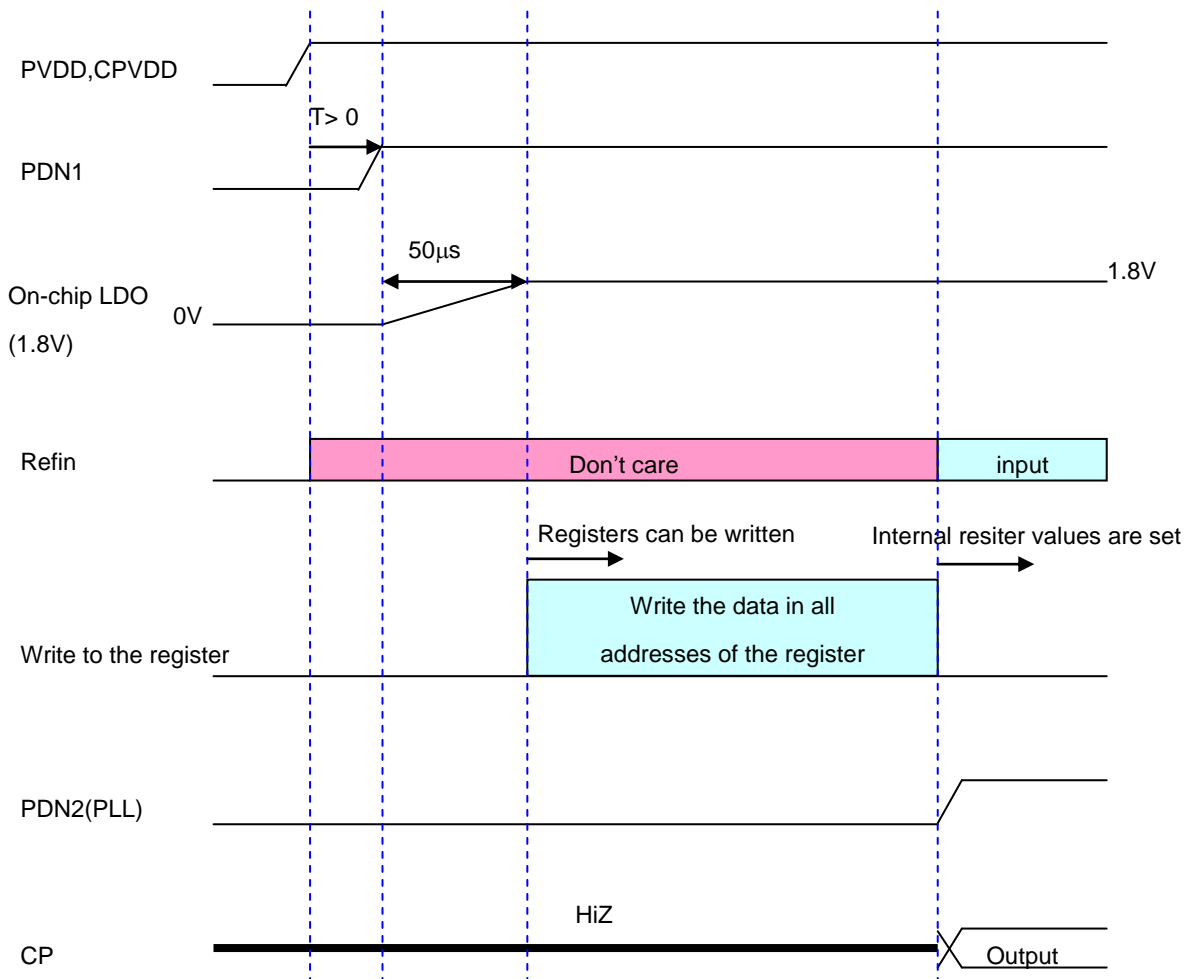 PVDD,CPVDD
T> 0
PDN1
50μs
On-chip LDO
(1.8V)
0V
1.8V
Refin
Don't care
input
Registers can be written
Internal resiter values are set
Write the data in all
addresses of the register
Write to the register
PDN2(PLL)
HiZ
CP
Output